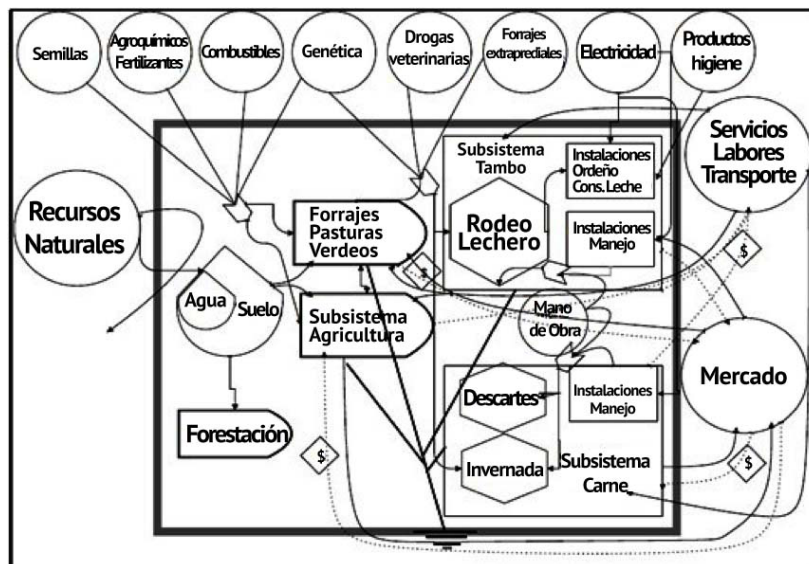 Semillas
Agroquímicos
Fertilizantes
Combustibles
Genética
Drogas
veterinarias
Forrajes
extraprediales
Electricidad
Productos
higiene
Servicios
Labores
Transporte
Subsistema
Tambo
Instalaciones
Ordeño
Cons. Leche
Recursos
Naturales
Forrajes
Pasturas
Verdeos
Rodeo
Lechero
Instalaciones
Manejo
$
$
Agua
Suelo
Subsistema
Agricultura
Mano
de Obra
Mercado
Descartes
Instalaciones
Manejo
Forestación
$
Invernada
Subsistema
Carne
$